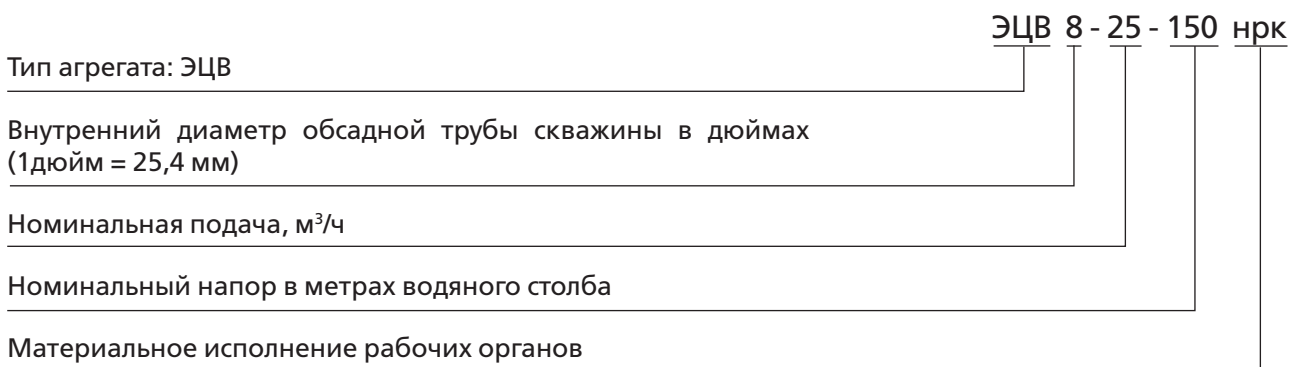 ЭЦВ 8 - 25 - 150 нрк
Тип агрегата: ЭЦВ
Внутренний диаметр обсадной трубы скважины в дюймах
(1дюйм = 25,4 мм)
Номинальная подача, м³/ч
Номинальный напор в метрах водяного столба
Материальное исполнение рабочих органов